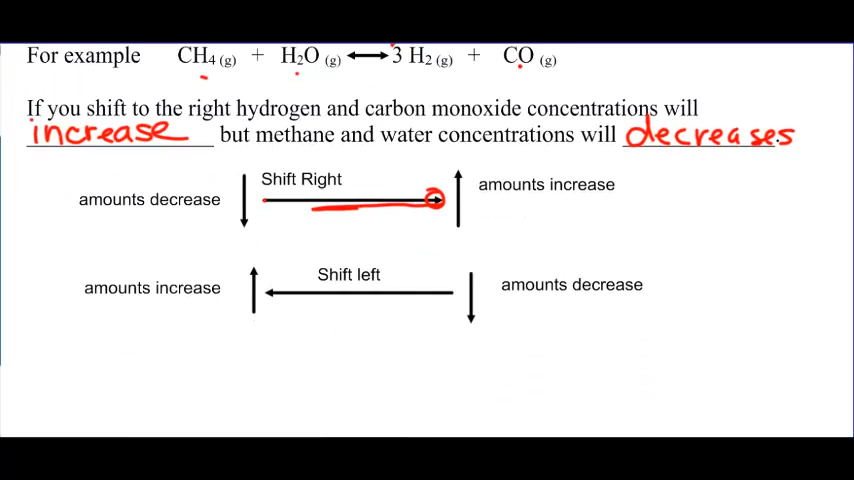 For example CH4 (g) + H2O (g) ⟷ 3 H2 (g) + CO (g)
If you shift to the right hydrogen and carbon monoxide concentrations will
increase but methane and water concentrations will decreases.
Shift Right
amounts decrease amounts increase
Shift left
amounts increase amounts decrease